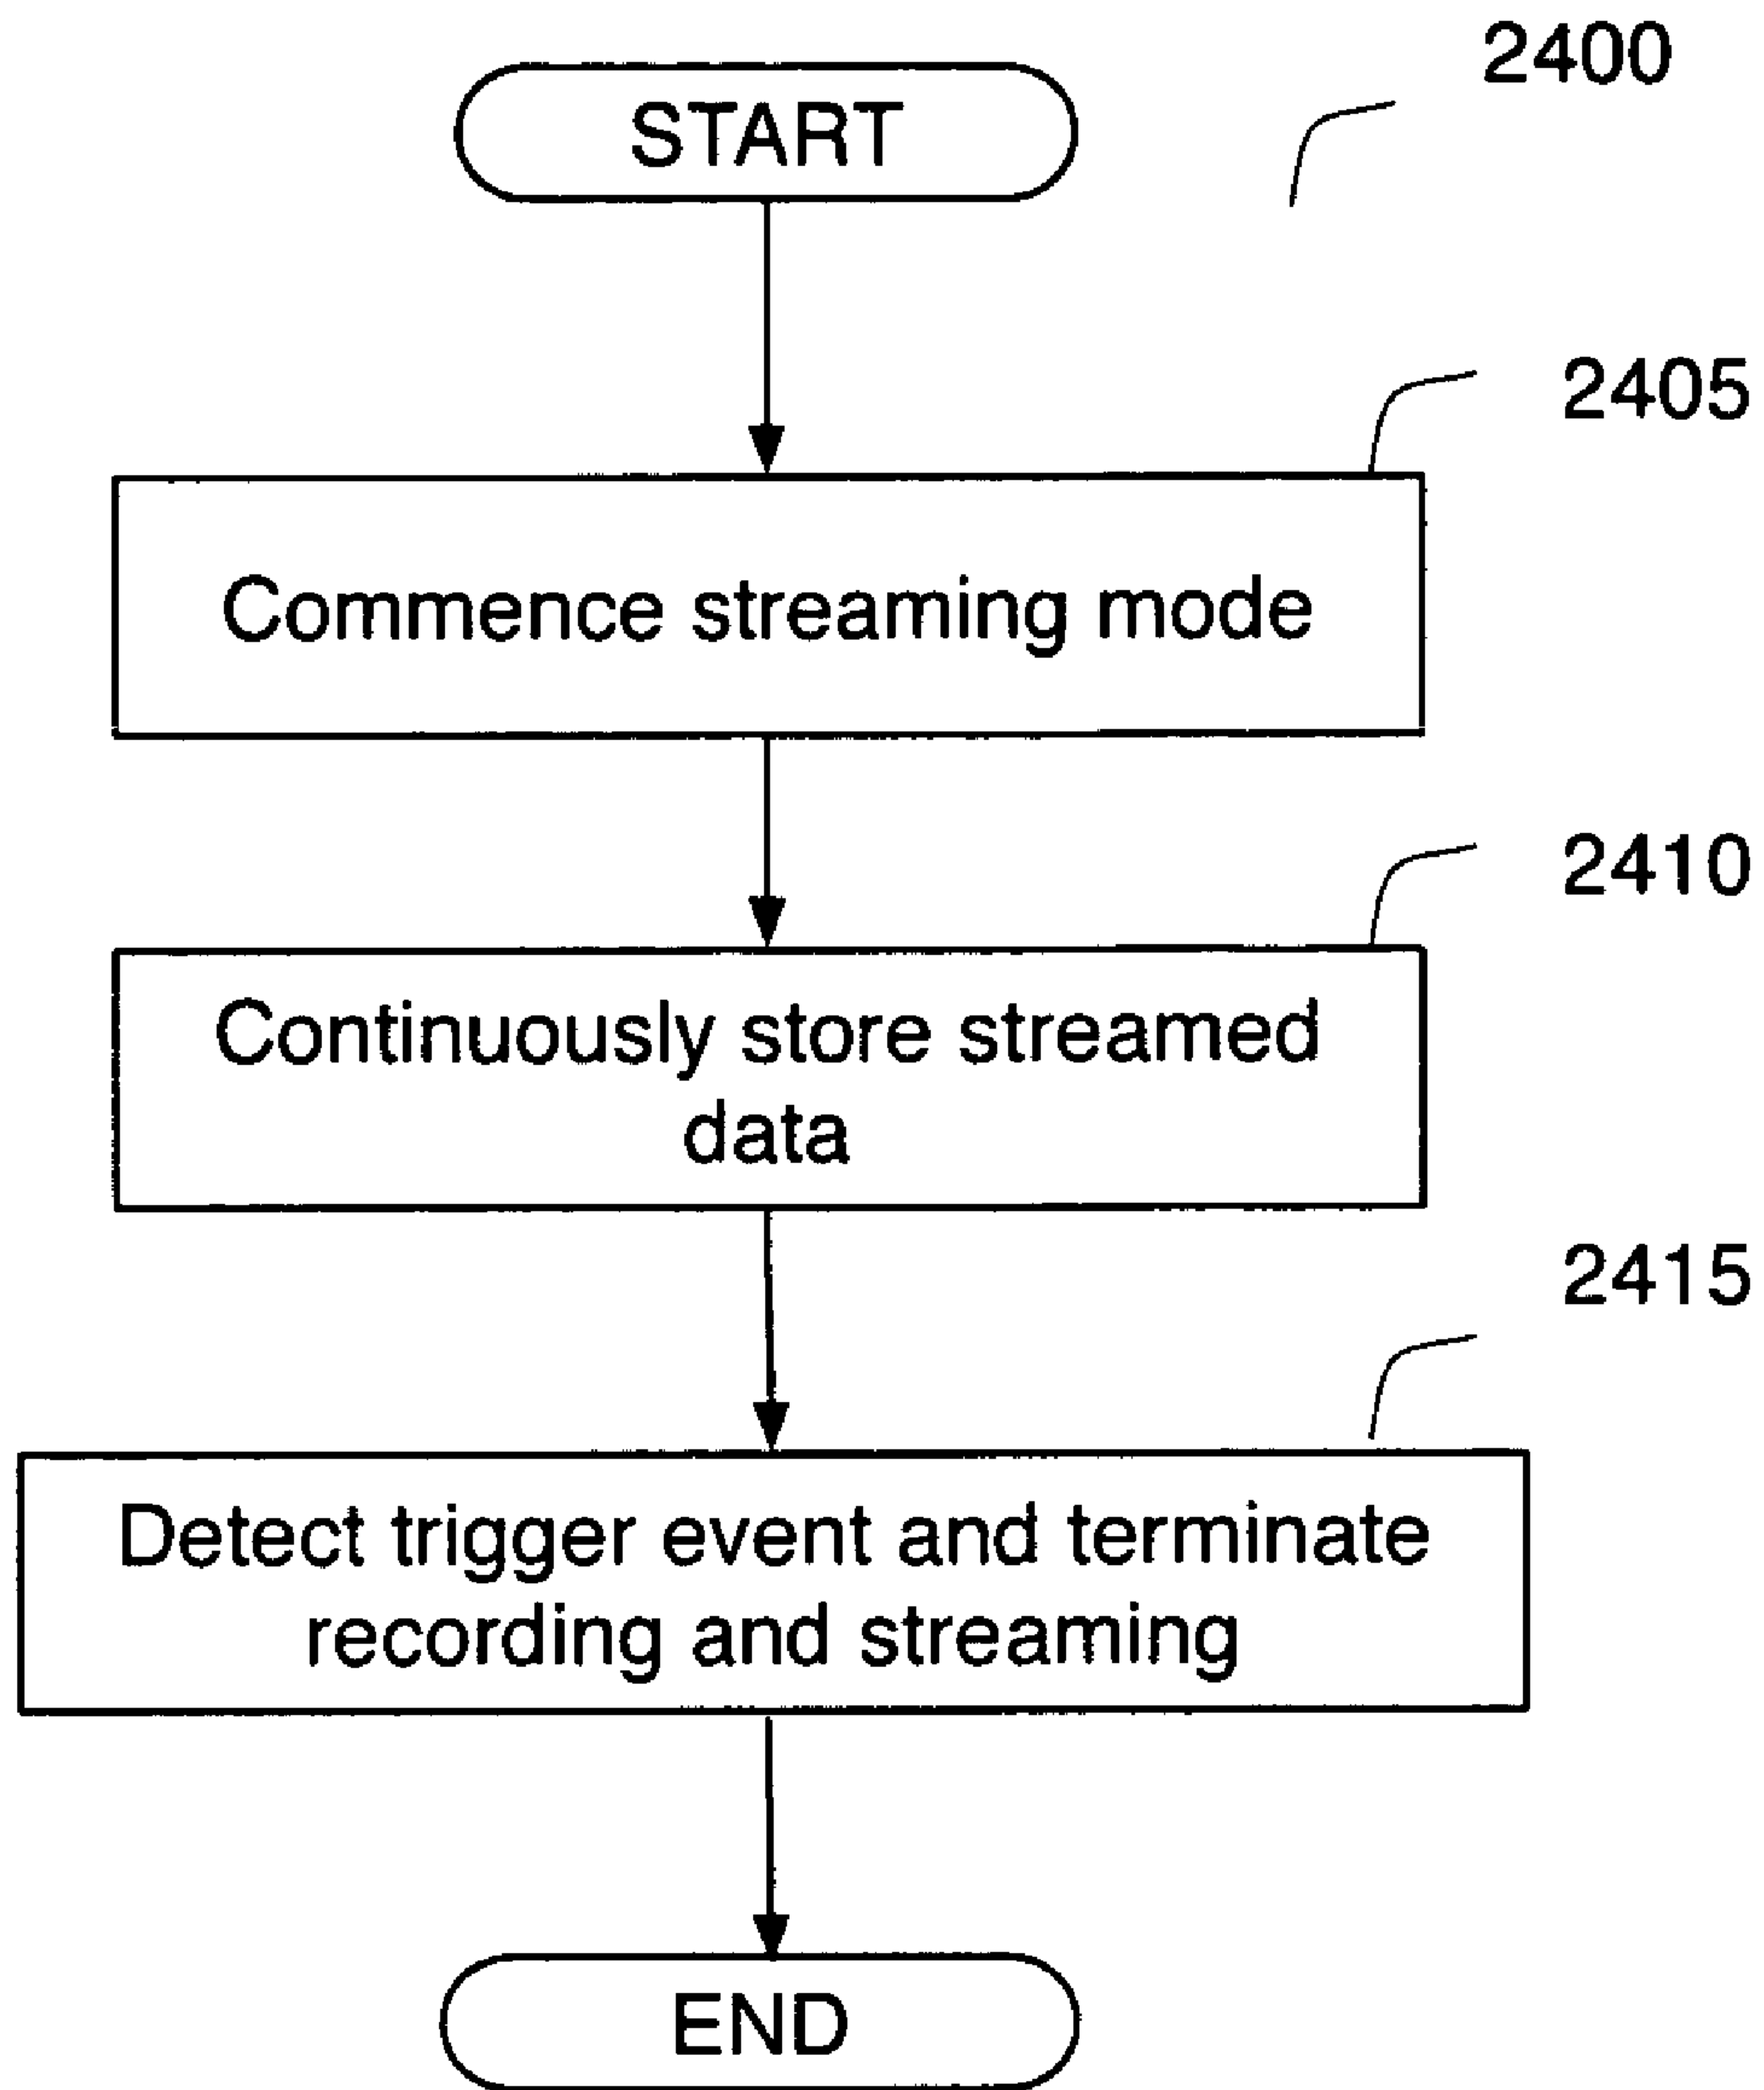 2400
START
2405
Commence streaming mode
2410
Continuously store streamed
data
2415
Detect trigger event and terminate
recording and streaming
END